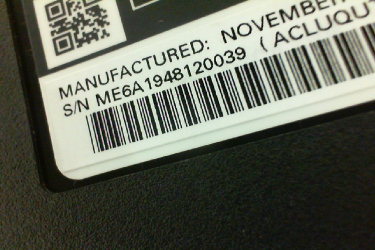 MANUFACTURED: NOVEMBER
S/N ME6A1948120039 ( ACLUQU